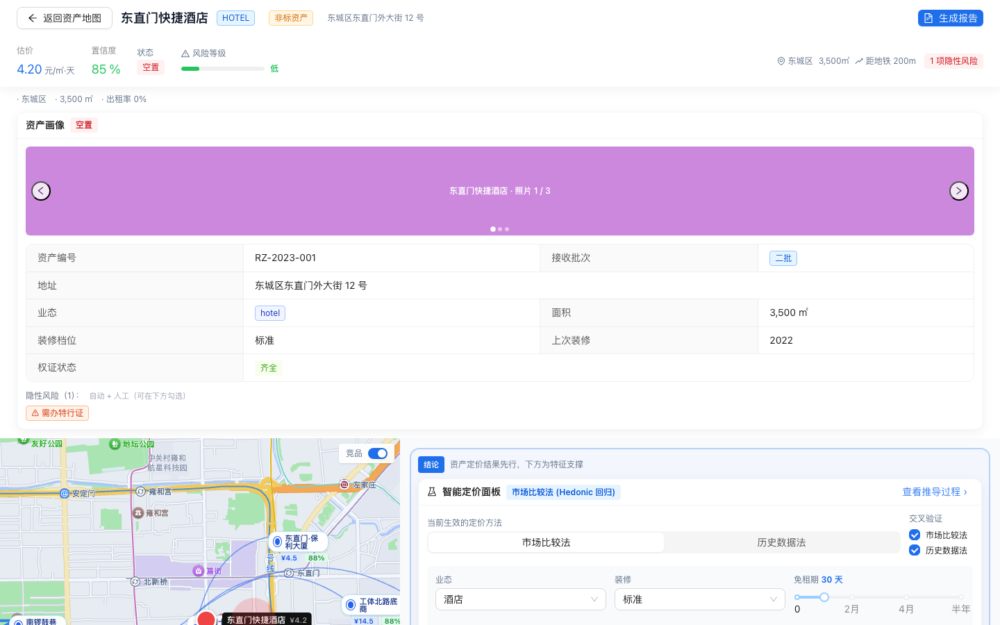 返回资产地图
东直门快捷酒店
HOTEL
非标资产
东城区东直门外大街 12 号
生成报告
估价
4.20 元/㎡·天
置信度
85 %
状态
空置
风险等级
低
东城区
3,500㎡
距地铁 200m
1 项隐性风险
· 东城区
· 3,500 ㎡
· 出租率 0%
资产画像
空置
东直门快捷酒店 · 照片 1 / 3
资产编号
RZ-2023-001
接收批次
二批
地址
东城区东直门外大街 12 号
业态
hotel
面积
3,500 ㎡
装修档位
标准
上次装修
2022
权证状态
齐全
隐性风险（1）：
自动 + 人工（可在下方勾选）
需办特行证
友好公园
地坛公园
中关村雍和
航星科技园
竞品
左家庄
安定门
雍和宫
雍和宫
东直门·保
利大厦
¥4.5
88%
号
线
东直门
簋街
北新桥
工体北路底
商
¥14.5
88%
南锣鼓巷
东直门快捷酒店 ¥4.2
结论
资产定价结果先行，下方为特征支撑
智能定价面板
市场比较法 (Hedonic 回归)
查看推导过程 ›
当前生效的定价方法
市场比较法
历史数据法
交叉验证
市场比较法
历史数据法
业态
酒店
装修
标准
免租期 30 天
0
2月
4月
半年